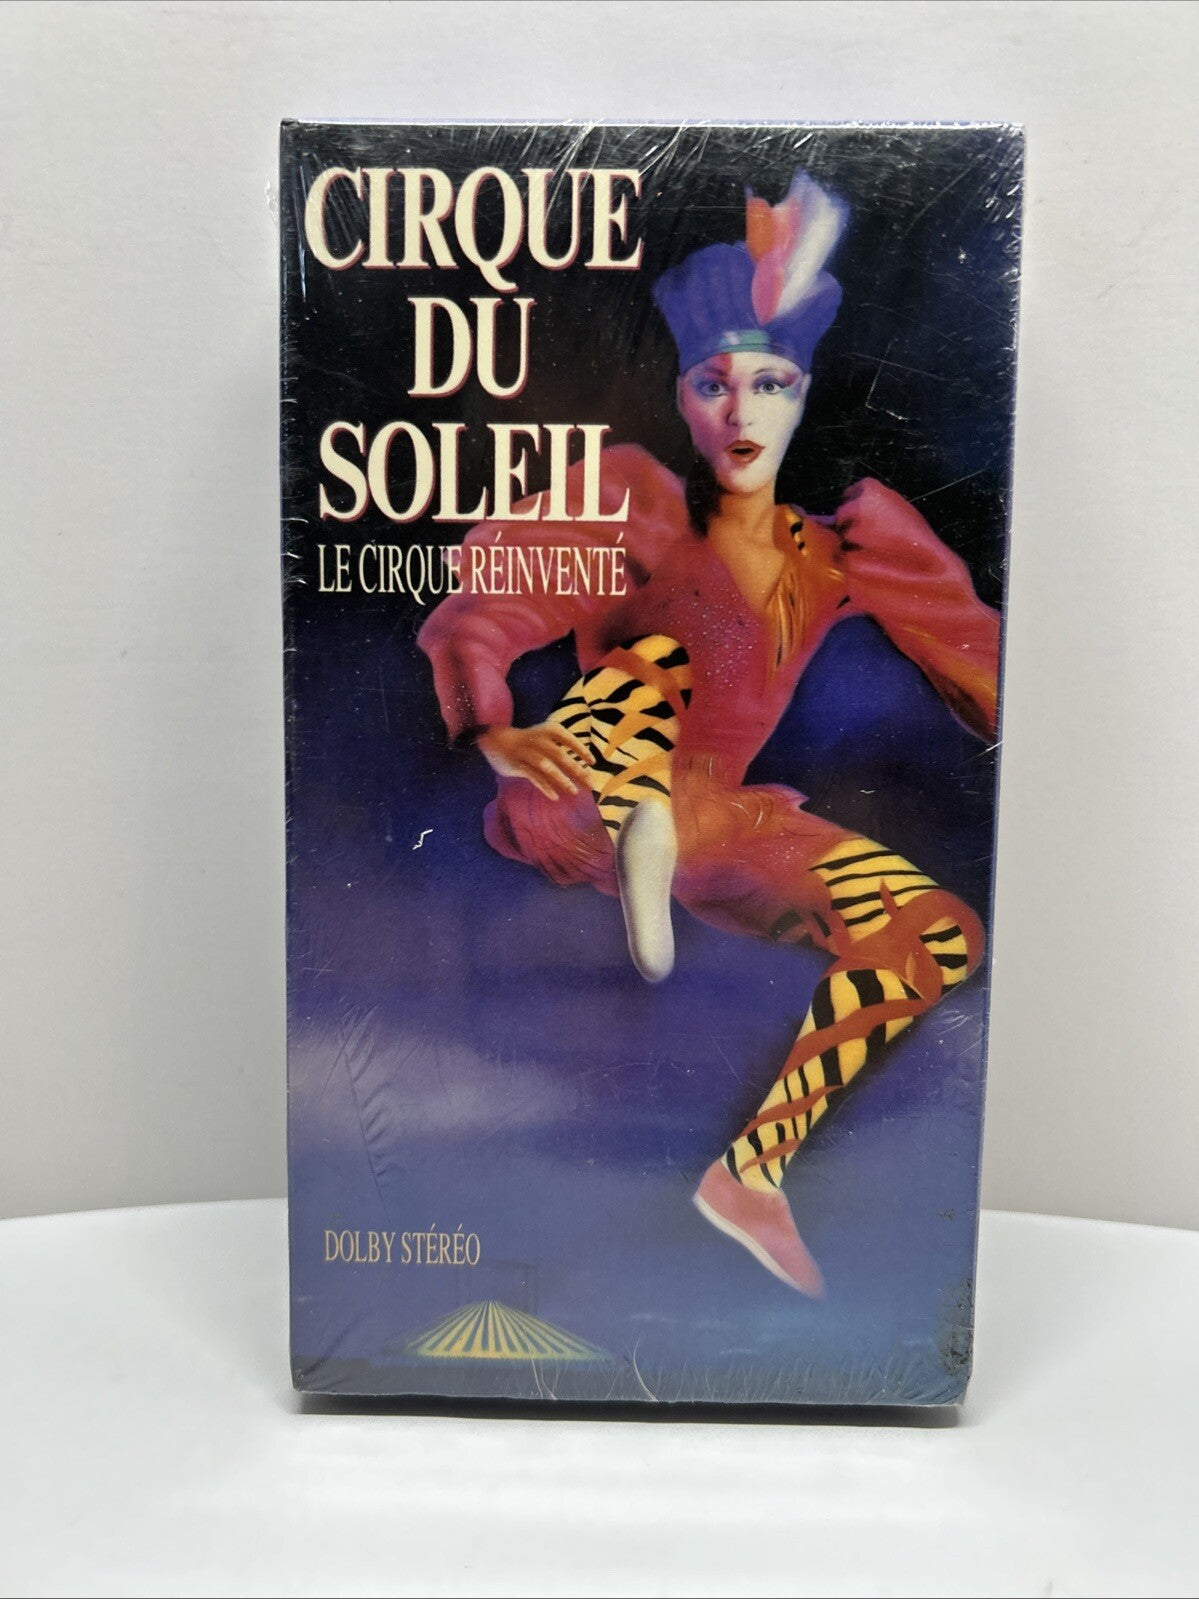 CIRQUE
DU
SOLEIL
LE CIRQUE RÉINVENTÉ
DOLBY STÉRÉO